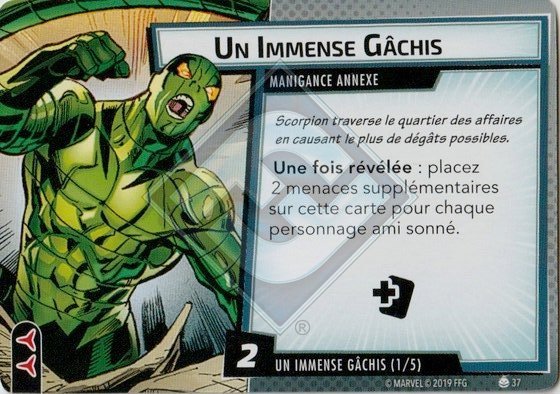 Un Immense Gâchis
MANIGANCE ANNEXE
Scorpion traverse le quartier des affaires
en causant le plus de dégâts possibles.
Une fois révélée : placez
2 menaces supplémentaires
sur cette carte pour chaque
personnage ami sonné.
®
2
UN IMMENSE GÂCHIS (1/5)
© MARVEL © 2019 FFG
37